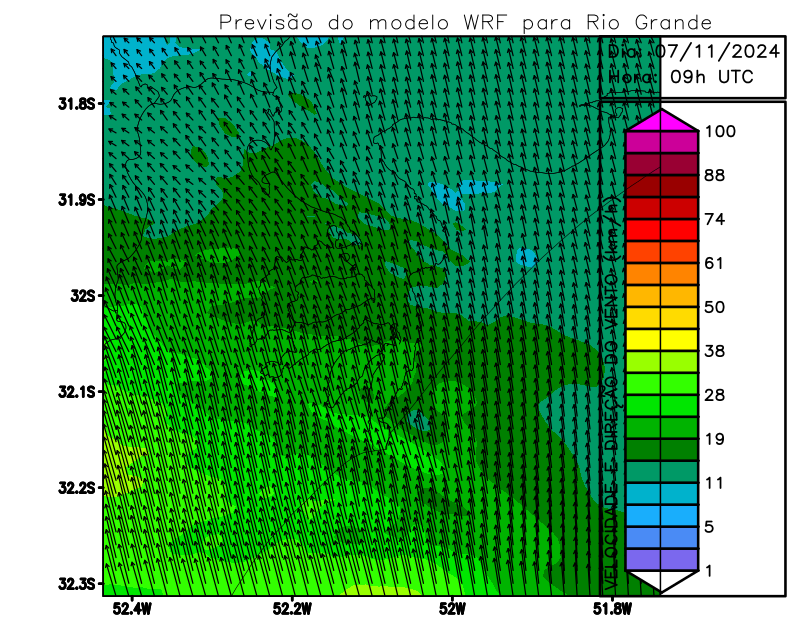 Previsão do modelo WRF para Rio Grande
Dia: 07/11/2024
Hora: 09h UTC
31.8S
31.9S
32S
32.1S
32.2S
32.3S
52.4W
52.2W
52W
51.8W
VELOCIDADE E DIREÇÃO DO VENTO (km/h)
100
88
74
61
50
38
28
19
11
5
1